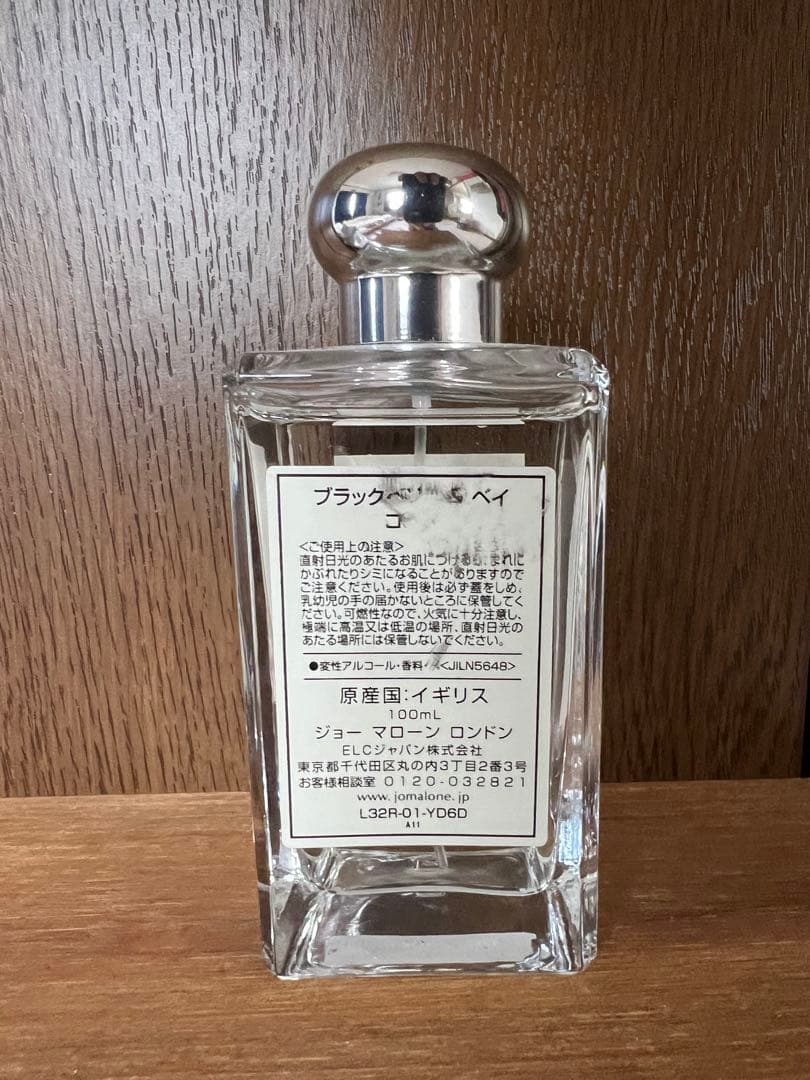 ブラック ベイ
コ
<ご使用上の注意>
直射日光のあたるお肌につけると、まれに
かぶれたりシミになることがありますので
ご注意ください。使用後は必ず蓋をしめ、
乳幼児の手の届かないところに保管してく
ださい。可燃性なので、火気に十分注意し、
極端に高温又は低温の場所、直射日光の
あたる場所には保管しないでください。
●変性アルコール・香料・ <JILN5648>
原産国:イギリス
100mL
ジョー マローン ロンドン
ELCジャパン株式会社
東京都千代田区丸の内3丁目2番3号
お客様相談室 0120-032821
www.jomalone.jp
L32R-01-YD6D
A11